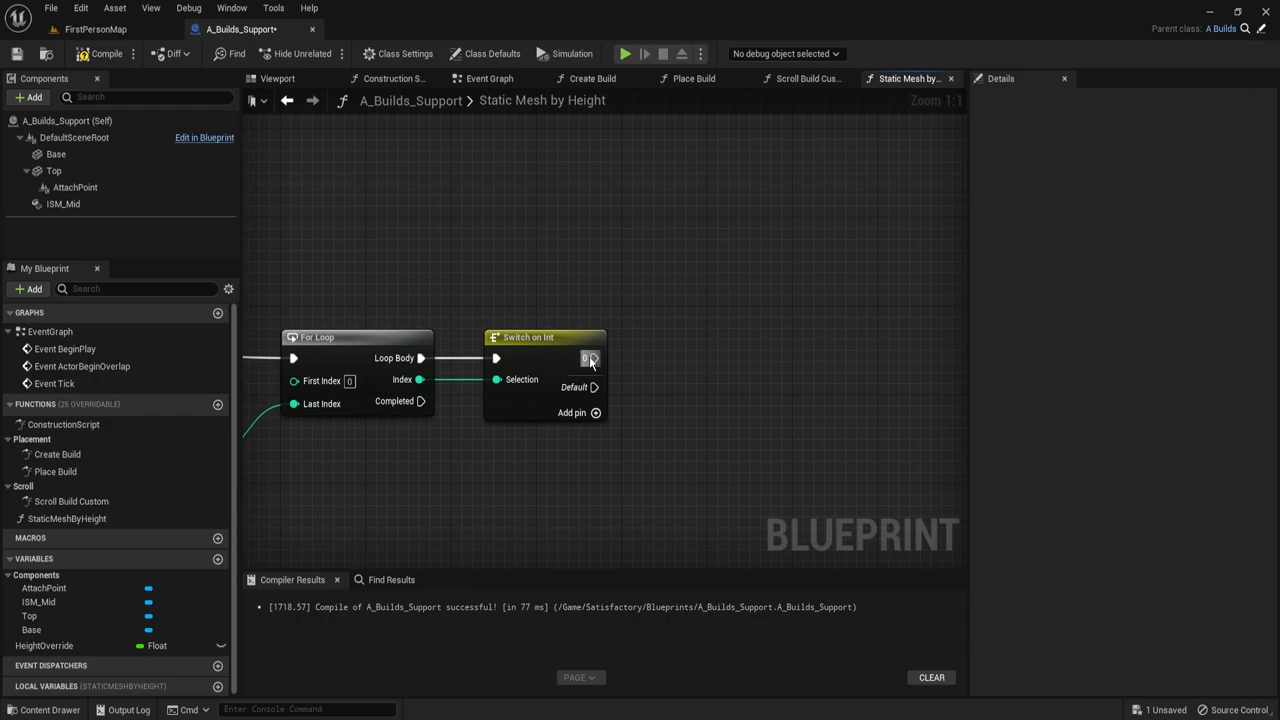 File Edit Asset View Debug Window Tools Help
FirstPersonMap
A_Builds_Support*
Parent class: A Builds
Compile
Diff
Find
Hide Unrelated
Class Settings
Class Defaults
Simulation
No debug object selected
Components
Viewport
Construction S...
Event Graph
Create Build
Place Build
Scroll Build Cus...
Static Mesh by...
Details
Add
Search
A_Builds_Support > Static Mesh by Height
Zoom 1:1
A_Builds_Support (Self)
DefaultSceneRoot
Edit in Blueprint
Base
Top
AttachPoint
ISM_Mid
My Blueprint
Add
Search
GRAPHS
EventGraph
Event BeginPlay
Event ActorBeginOverlap
Event Tick
FUNCTIONS (25 OVERRIDABLE)
ConstructionScript
Placement
Create Build
Place Build
Scroll
Scroll Build Custom
StaticMeshByHeight
MACROS
VARIABLES
Components
AttachPoint
ISM_Mid
Top
Base
HeightOverride
Float
EVENT DISPATCHERS
LOCAL VARIABLES (STATICMESHBYHEIGHT)
For Loop
Loop Body
First Index 0
Index
Last Index
Completed
Switch on Int
0
Selection
Default
Add pin
BLUEPRINT
Compiler Results
Find Results
[1718.57] Compile of A_Builds_Support successful! [in 77 ms] (/Game/Satisfactory/Blueprints/A_Builds_Support.A_Builds_Support)
PAGE
CLEAR
Content Drawer
Output Log
Cmd
Enter Console Command
1 Unsaved
Source Control